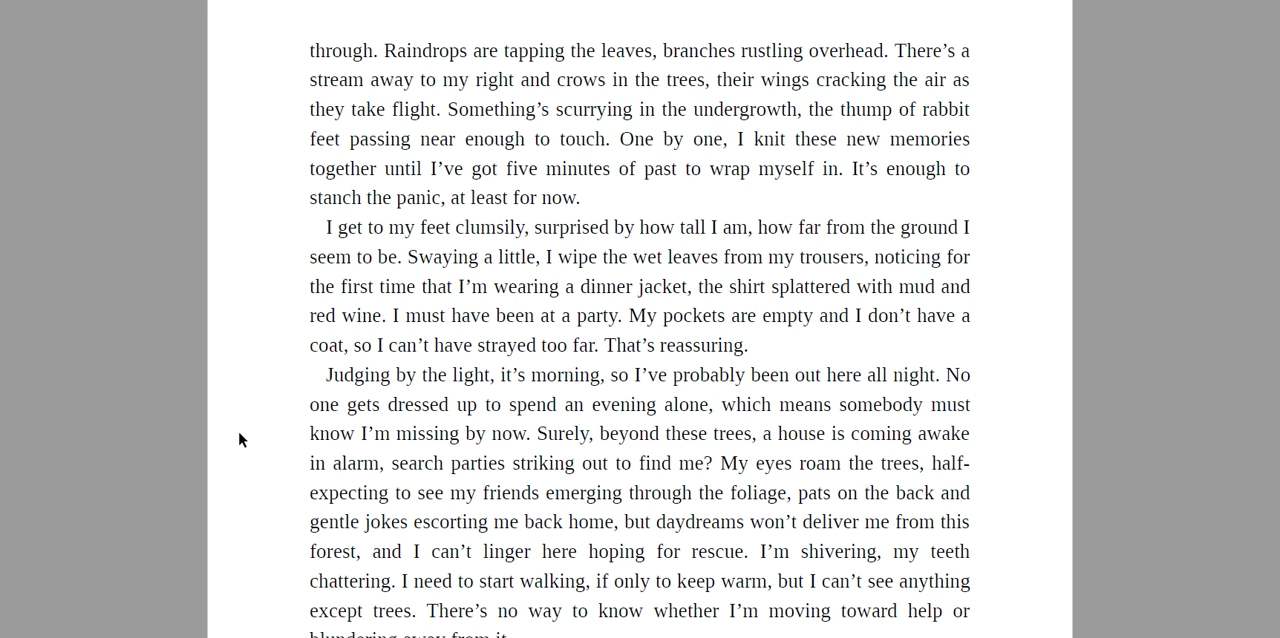 through. Raindrops are tapping the leaves, branches rustling overhead. There’s a
stream away to my right and crows in the trees, their wings cracking the air as
they take flight. Something’s scurrying in the undergrowth, the thump of rabbit
feet passing near enough to touch. One by one, I knit these new memories
together until I’ve got five minutes of past to wrap myself in. It’s enough to
stanch the panic, at least for now.
I get to my feet clumsily, surprised by how tall I am, how far from the ground I
seem to be. Swaying a little, I wipe the wet leaves from my trousers, noticing for
the first time that I’m wearing a dinner jacket, the shirt splattered with mud and
red wine. I must have been at a party. My pockets are empty and I don’t have a
coat, so I can’t have strayed too far. That’s reassuring.
Judging by the light, it’s morning, so I’ve probably been out here all night. No
one gets dressed up to spend an evening alone, which means somebody must
know I’m missing by now. Surely, beyond these trees, a house is coming awake
in alarm, search parties striking out to find me? My eyes roam the trees, half-
expecting to see my friends emerging through the foliage, pats on the back and
gentle jokes escorting me back home, but daydreams won’t deliver me from this
forest, and I can’t linger here hoping for rescue. I’m shivering, my teeth
chattering. I need to start walking, if only to keep warm, but I can’t see anything
except trees. There’s no way to know whether I’m moving toward help or
blundering away from it.